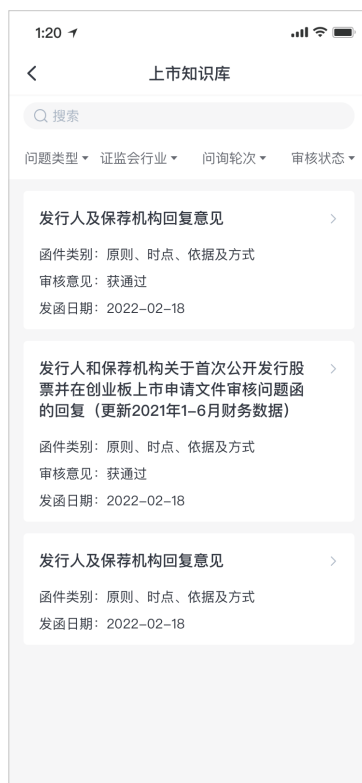 1:20
上市知识库
搜索
问题类型 证监会行业 问询轮次 审核状态
发行人及保荐机构回复意见
函件类别：原则、时点、依据及方式
审核意见：获通过
发函日期：2022-02-18
发行人和保荐机构关于首次公开发行股
票并在创业板上市申请文件审核问题函
的回复（更新2021年1-6月财务数据）
函件类别：原则、时点、依据及方式
审核意见：获通过
发函日期：2022-02-18
发行人及保荐机构回复意见
函件类别：原则、时点、依据及方式
发函日期：2022-02-18